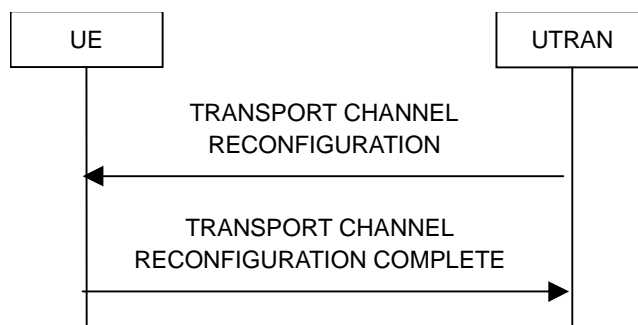 UE
UTRAN
TRANSPORT CHANNEL
RECONFIGURATION
TRANSPORT CHANNEL
RECONFIGURATION COMPLETE